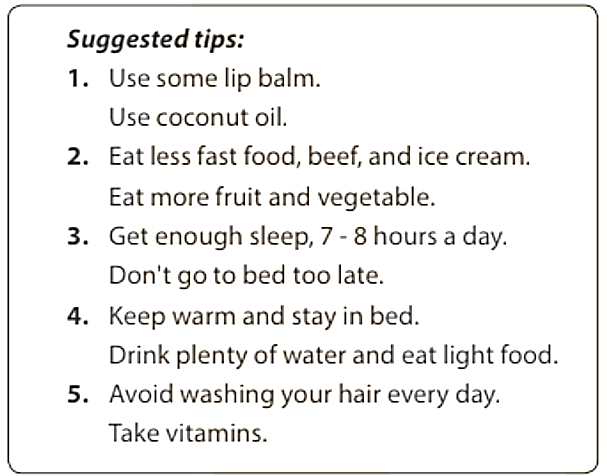 Suggested tips:
1. Use some lip balm.
Use coconut oil.
2. Eat less fast food, beef, and ice cream.
Eat more fruit and vegetable.
3. Get enough sleep, 7 - 8 hours a day.
Don't go to bed too late.
4. Keep warm and stay in bed.
Drink plenty of water and eat light food.
5. Avoid washing your hair every day.
Take vitamins.